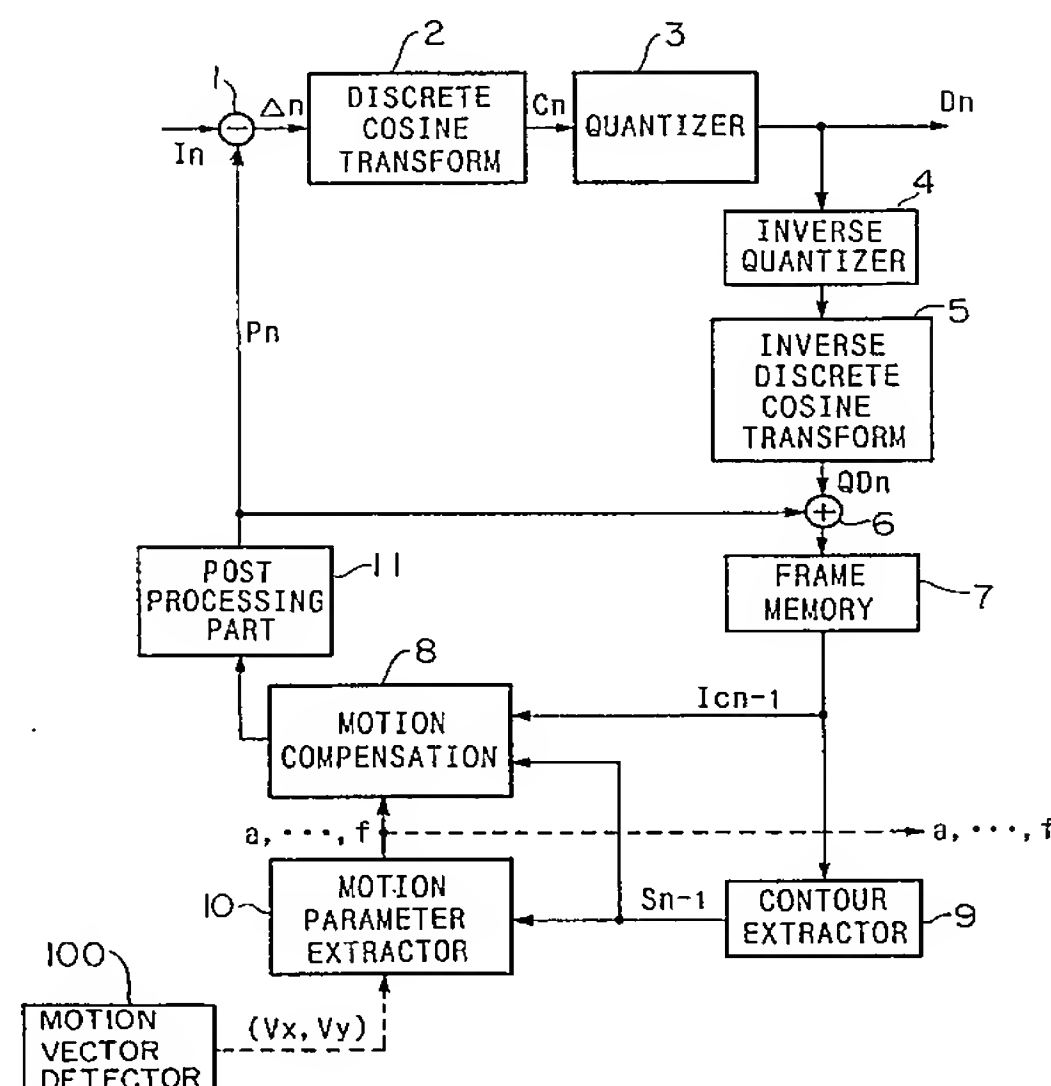 2
3
1
Δn
DISCRETE
COSINE
TRANSFORM
Cn
QUANTIZER
Dn
In
4
INVERSE
QUANTIZER
5
Pn
INVERSE
DISCRETE
COSINE
TRANSFORM
QDn
6
POST
PROCESSING
PART
11
FRAME
MEMORY
7
8
MOTION
COMPENSATION
Icn-1
a, ···, f
a, ···, f
10
MOTION
PARAMETER
EXTRACTOR
Sn-1
CONTOUR
EXTRACTOR
9
100
MOTION
VECTOR
DETECTOR
(Vx, Vy)